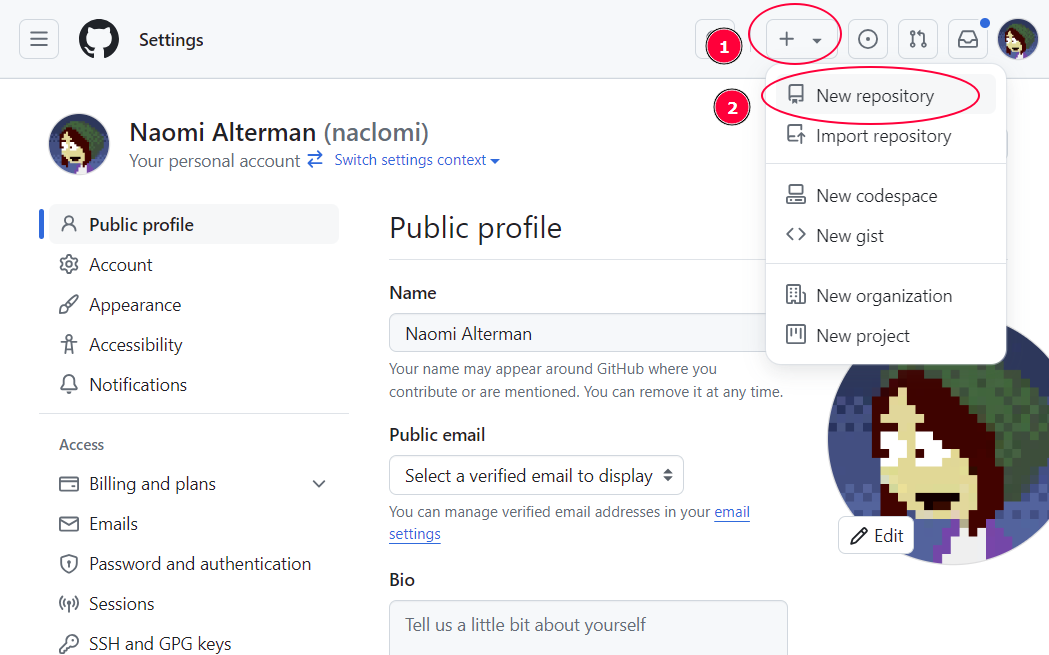 Settings
1
2
New repository
Import repository
New codespace
New gist
New organization
New project
Naomi Alterman (naclomi)
Your personal account Switch settings context
Public profile
Account
Appearance
Accessibility
Notifications
Access
Billing and plans
Emails
Password and authentication
Sessions
SSH and GPG keys
Public profile
Name
Naomi Alterman
Your name may appear around GitHub where you
contribute or are mentioned. You can remove it at any time.
Public email
Select a verified email to display
You can manage verified email addresses in your email
settings
Bio
Tell us a little bit about yourself
Edit